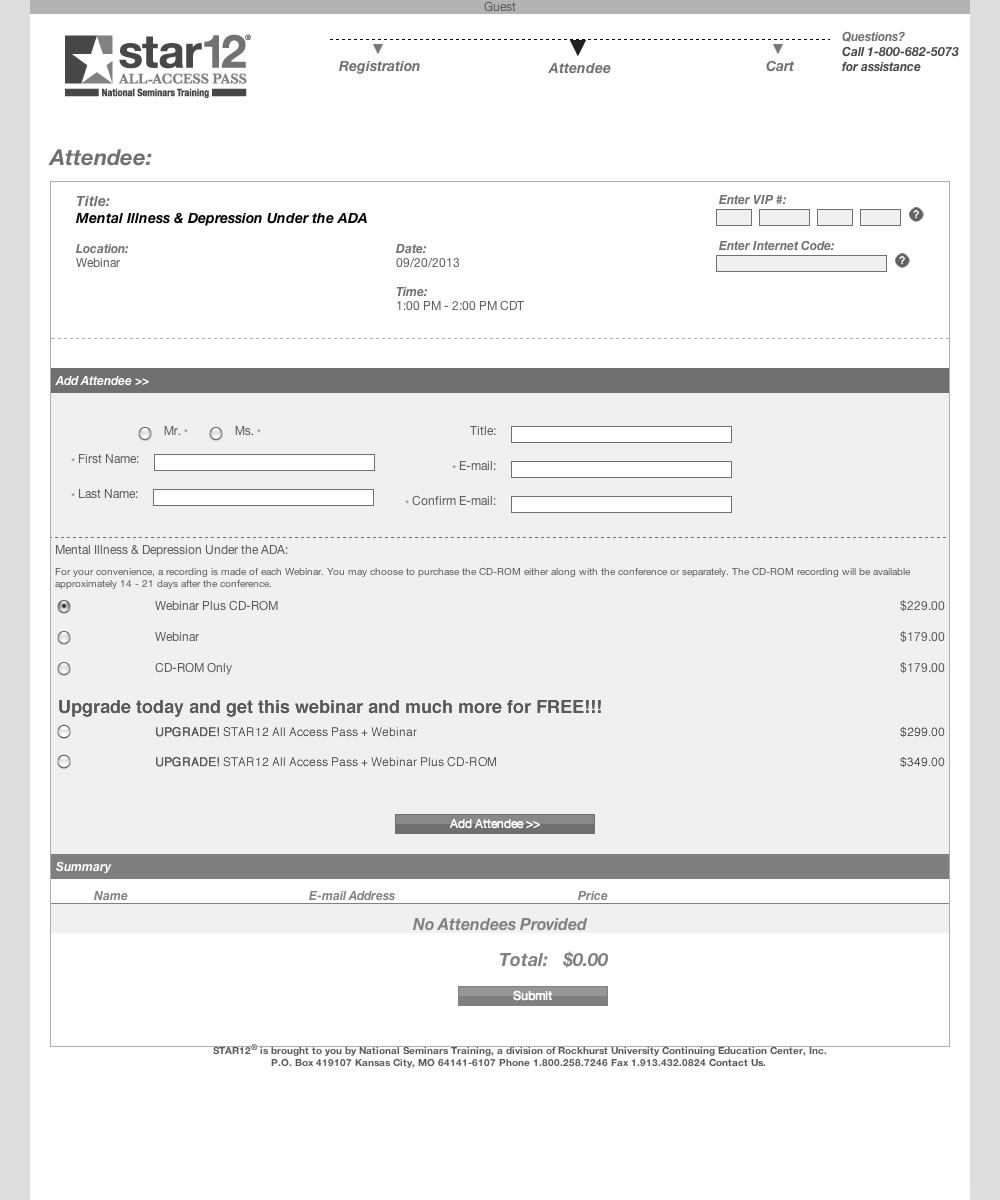 Guest
star12®
ALL-ACCESS PASS
National Seminars Training
Registration
Attendee
Cart
Questions?
Call 1-800-682-5073
for assistance
Attendee:
Title:
Mental Illness & Depression Under the ADA
Enter VIP #:
?
Location:
Webinar
Date:
09/20/2013
Enter Internet Code:
?
Time:
1:00 PM - 2:00 PM CDT
Add Attendee >>
Mr. * Ms. *
Title:
* First Name:
* E-mail:
* Last Name:
* Confirm E-mail:
Mental Illness & Depression Under the ADA:
For your convenience, a recording is made of each Webinar. You may choose to purchase the CD-ROM either along with the conference or separately. The CD-ROM recording will be available
approximately 14 - 21 days after the conference.
Webinar Plus CD-ROM $229.00
Webinar $179.00
CD-ROM Only $179.00
Upgrade today and get this webinar and much more for FREE!!!
UPGRADE! STAR12 All Access Pass + Webinar $299.00
UPGRADE! STAR12 All Access Pass + Webinar Plus CD-ROM $349.00
Add Attendee >>
Summary
Name E-mail Address Price
No Attendees Provided
Total: $0.00
Submit
STAR12® is brought to you by National Seminars Training, a division of Rockhurst University Continuing Education Center, Inc.
P.O. Box 419107 Kansas City, MO 64141-6107 Phone 1.800.258.7246 Fax 1.913.432.0824 Contact Us.